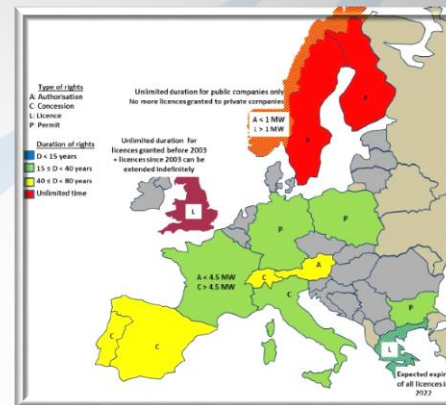 Type of rights
A: Authorisation
C: Concession
L: Licence
P: Permit
Duration of rights
D < 15 years
15 ≤ D < 40 years
40 ≤ D < 80 years
Unlimited time
Unlimited duration for public companies only
No more licences granted to private companies
A < 1 MW
L > 1 MW
P
P
Unlimited duration for
licences granted before 2003
+ licences since 2003 can be
extended indefinitely
L
P
P
A < 4.5 MW
C > 4.5 MW
C
A
C
C
C
P
L
Expected expir
of all licences i
2022